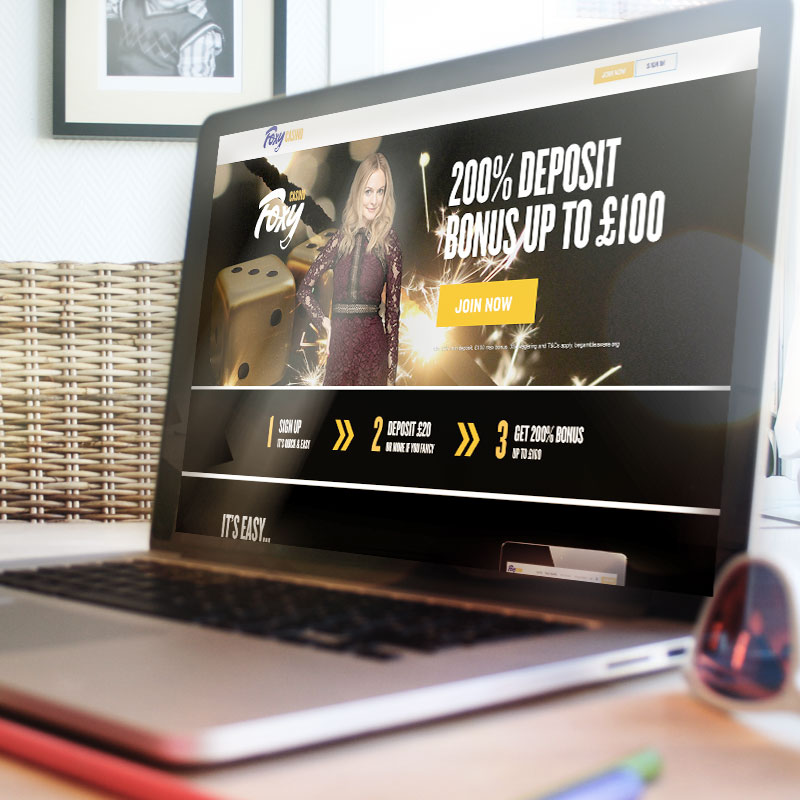 JOIN NOW
SIGN IN
Foxy CASINO
CASINO
Foxy
200% DEPOSIT
BONUS UP TO £100
JOIN NOW
deposit, £100 max bonus, wagering and T&Cs apply, begambleaware.org
1 SIGN UP
IT'S QUICK & EASY
2 DEPOSIT £20
OR MORE IF YOU FANCY
3 GET 200% BONUS
UP TO £100
IT'S EASY...